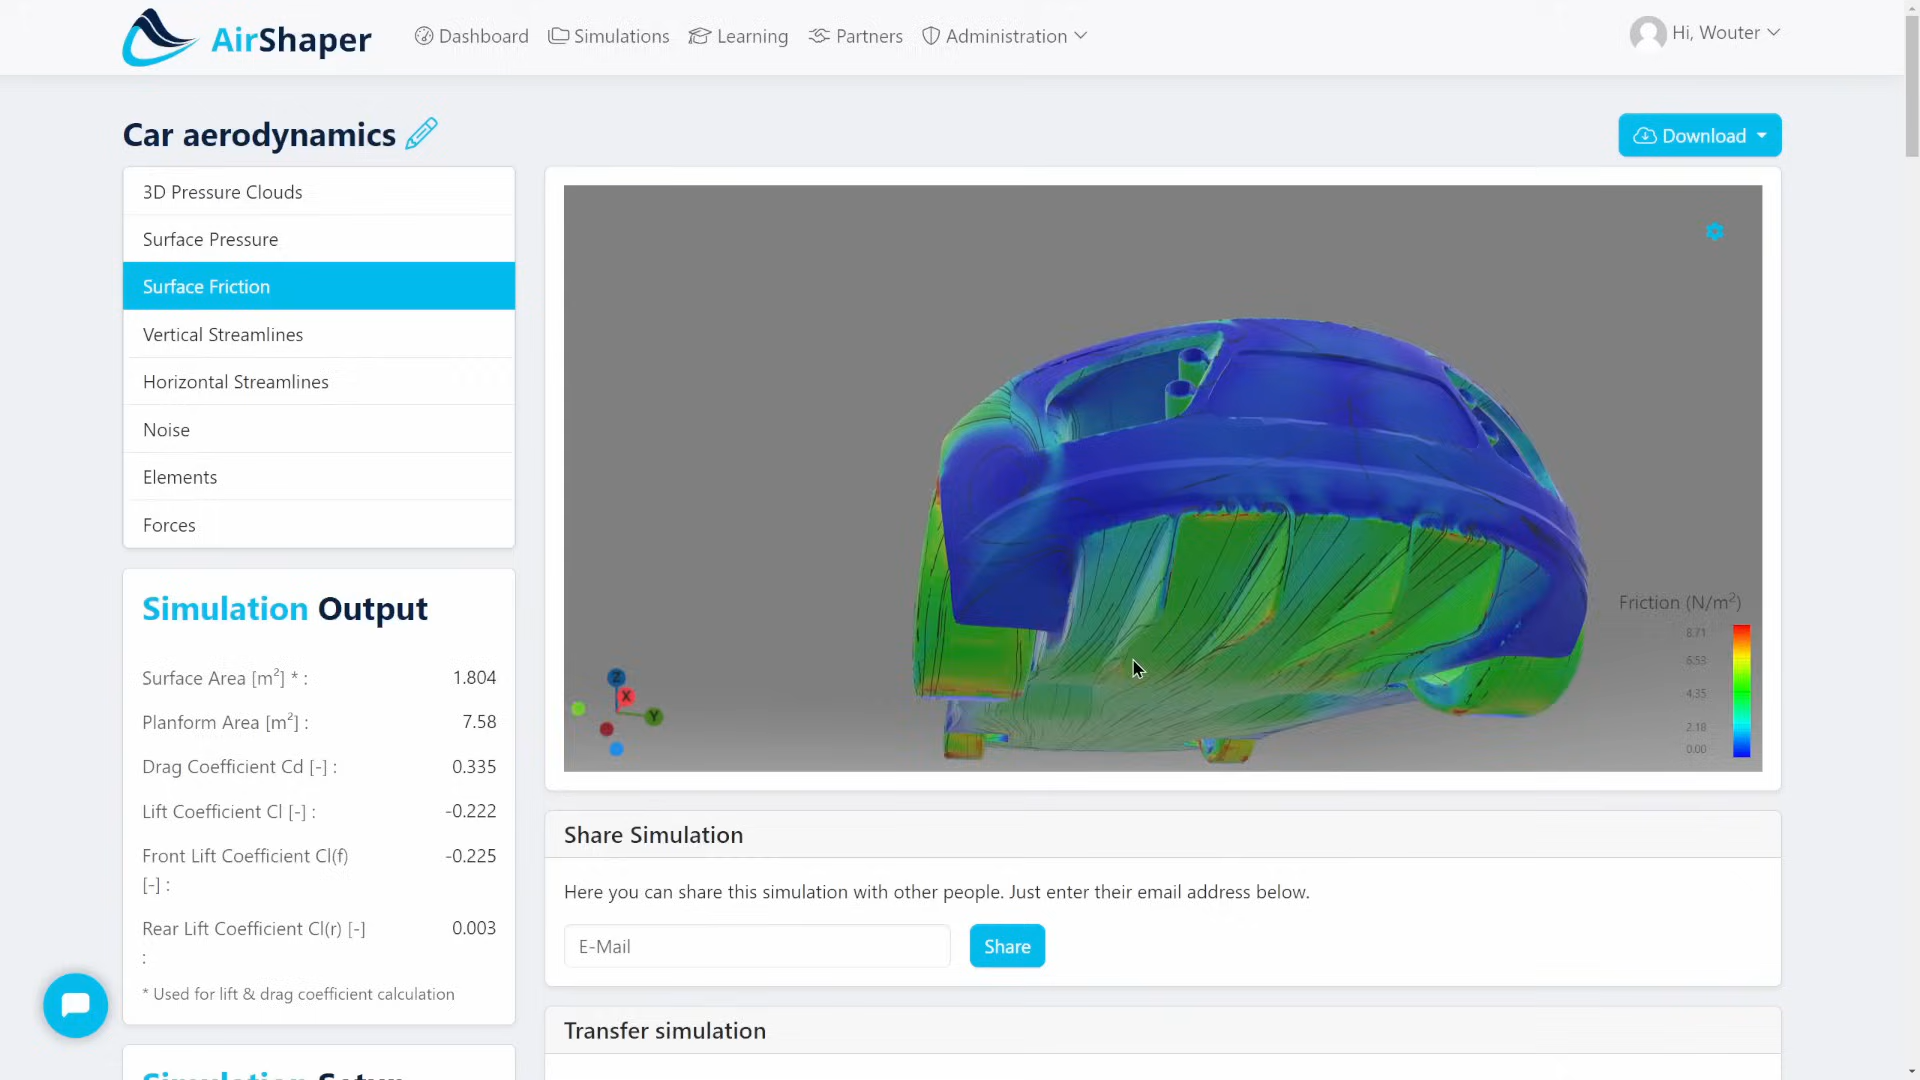 AirShaper
Dashboard
Simulations
Learning
Partners
Administration
Hi, Wouter
Car aerodynamics
Download
3D Pressure Clouds
Surface Pressure
Surface Friction
Vertical Streamlines
Horizontal Streamlines
Noise
Elements
Forces
Friction (N/m²)
8.71
6.53
4.35
2.18
0.00
Z
X
Y
Simulation Output
Surface Area [m²] * : 1.804
Planform Area [m²] : 7.58
Drag Coefficient Cd [-] : 0.335
Lift Coefficient Cl [-] : -0.222
Front Lift Coefficient Cl(f) -0.225
[-] :
Rear Lift Coefficient Cl(r) [-] 0.003
:
* Used for lift & drag coefficient calculation
Share Simulation
Here you can share this simulation with other people. Just enter their email address below.
E-Mail
Share
Transfer simulation
Simulation Setup